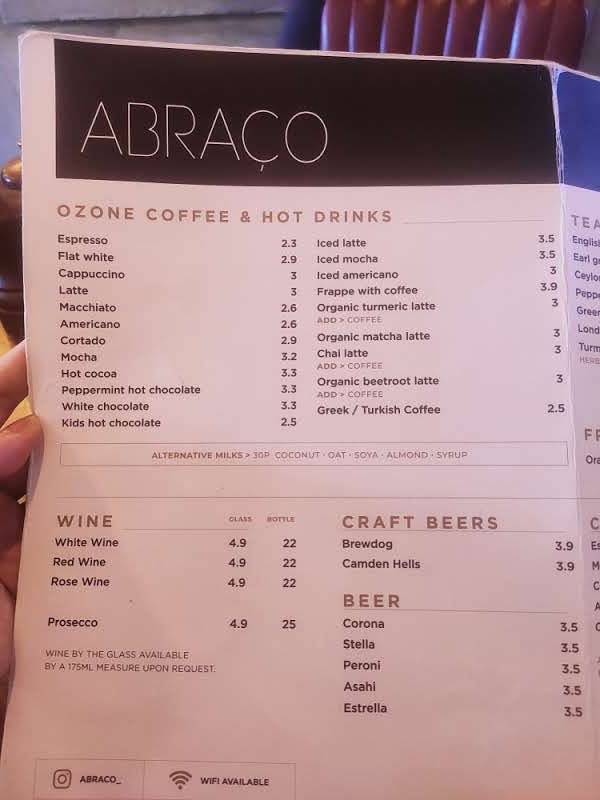 ABRAÇO
OZONE COFFEE & HOT DRINKS
Espresso 2.3
Flat white 2.9
Cappuccino 3
Latte 3
Macchiato 2.6
Americano 2.6
Cortado 2.9
Mocha 3.2
Hot cocoa 3.3
Peppermint hot chocolate 3.3
White chocolate 3.3
Kids hot chocolate 2.5
Iced latte 3.5
Iced mocha 3.5
Iced americano 3
Frappe with coffee 3.9
Organic turmeric latte 3
ADD > COFFEE
Organic matcha latte 3
Chai latte 3
ADD > COFFEE
Organic beetroot latte 3
ADD > COFFEE
Greek / Turkish Coffee 2.5
ALTERNATIVE MILKS > 30P COCONUT · OAT · SOYA · ALMOND · SYRUP
WINE GLASS BOTTLE
White Wine 4.9 22
Red Wine 4.9 22
Rose Wine 4.9 22
Prosecco 4.9 25
WINE BY THE GLASS AVAILABLE
BY A 175ML MEASURE UPON REQUEST.
CRAFT BEERS
Brewdog 3.9
Camden Hells 3.9
BEER
Corona 3.5
Stella 3.5
Peroni 3.5
Asahi 3.5
Estrella 3.5
ABRACO_
WIFI AVAILABLE
TEA
English
Earl